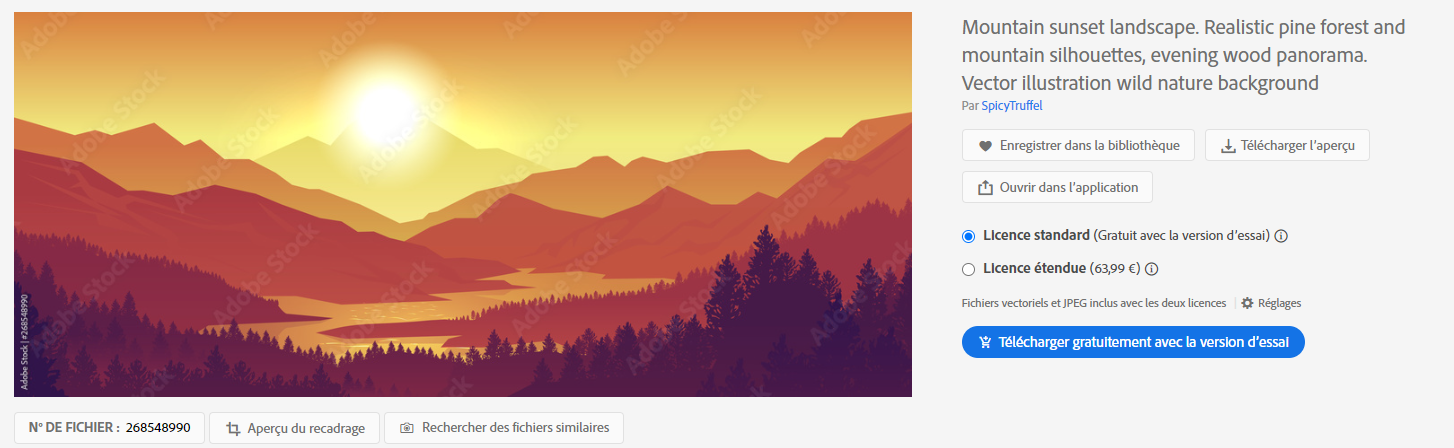 Mountain sunset landscape. Realistic pine forest and
mountain silhouettes, evening wood panorama.
Vector illustration wild nature background
Par SpicyTruffel
Enregistrer dans la bibliothèque
Télécharger l'aperçu
Ouvrir dans l'application
Licence standard (Gratuit avec la version d'essai)
Licence étendue (63,99 €)
Fichiers vectoriels et JPEG inclus avec les deux licences
Réglages
Télécharger gratuitement avec la version d'essai
Adobe Stock
Adobe Stock | #268548990
N° DE FICHIER : 268548990
Aperçu du recadrage
Rechercher des fichiers similaires